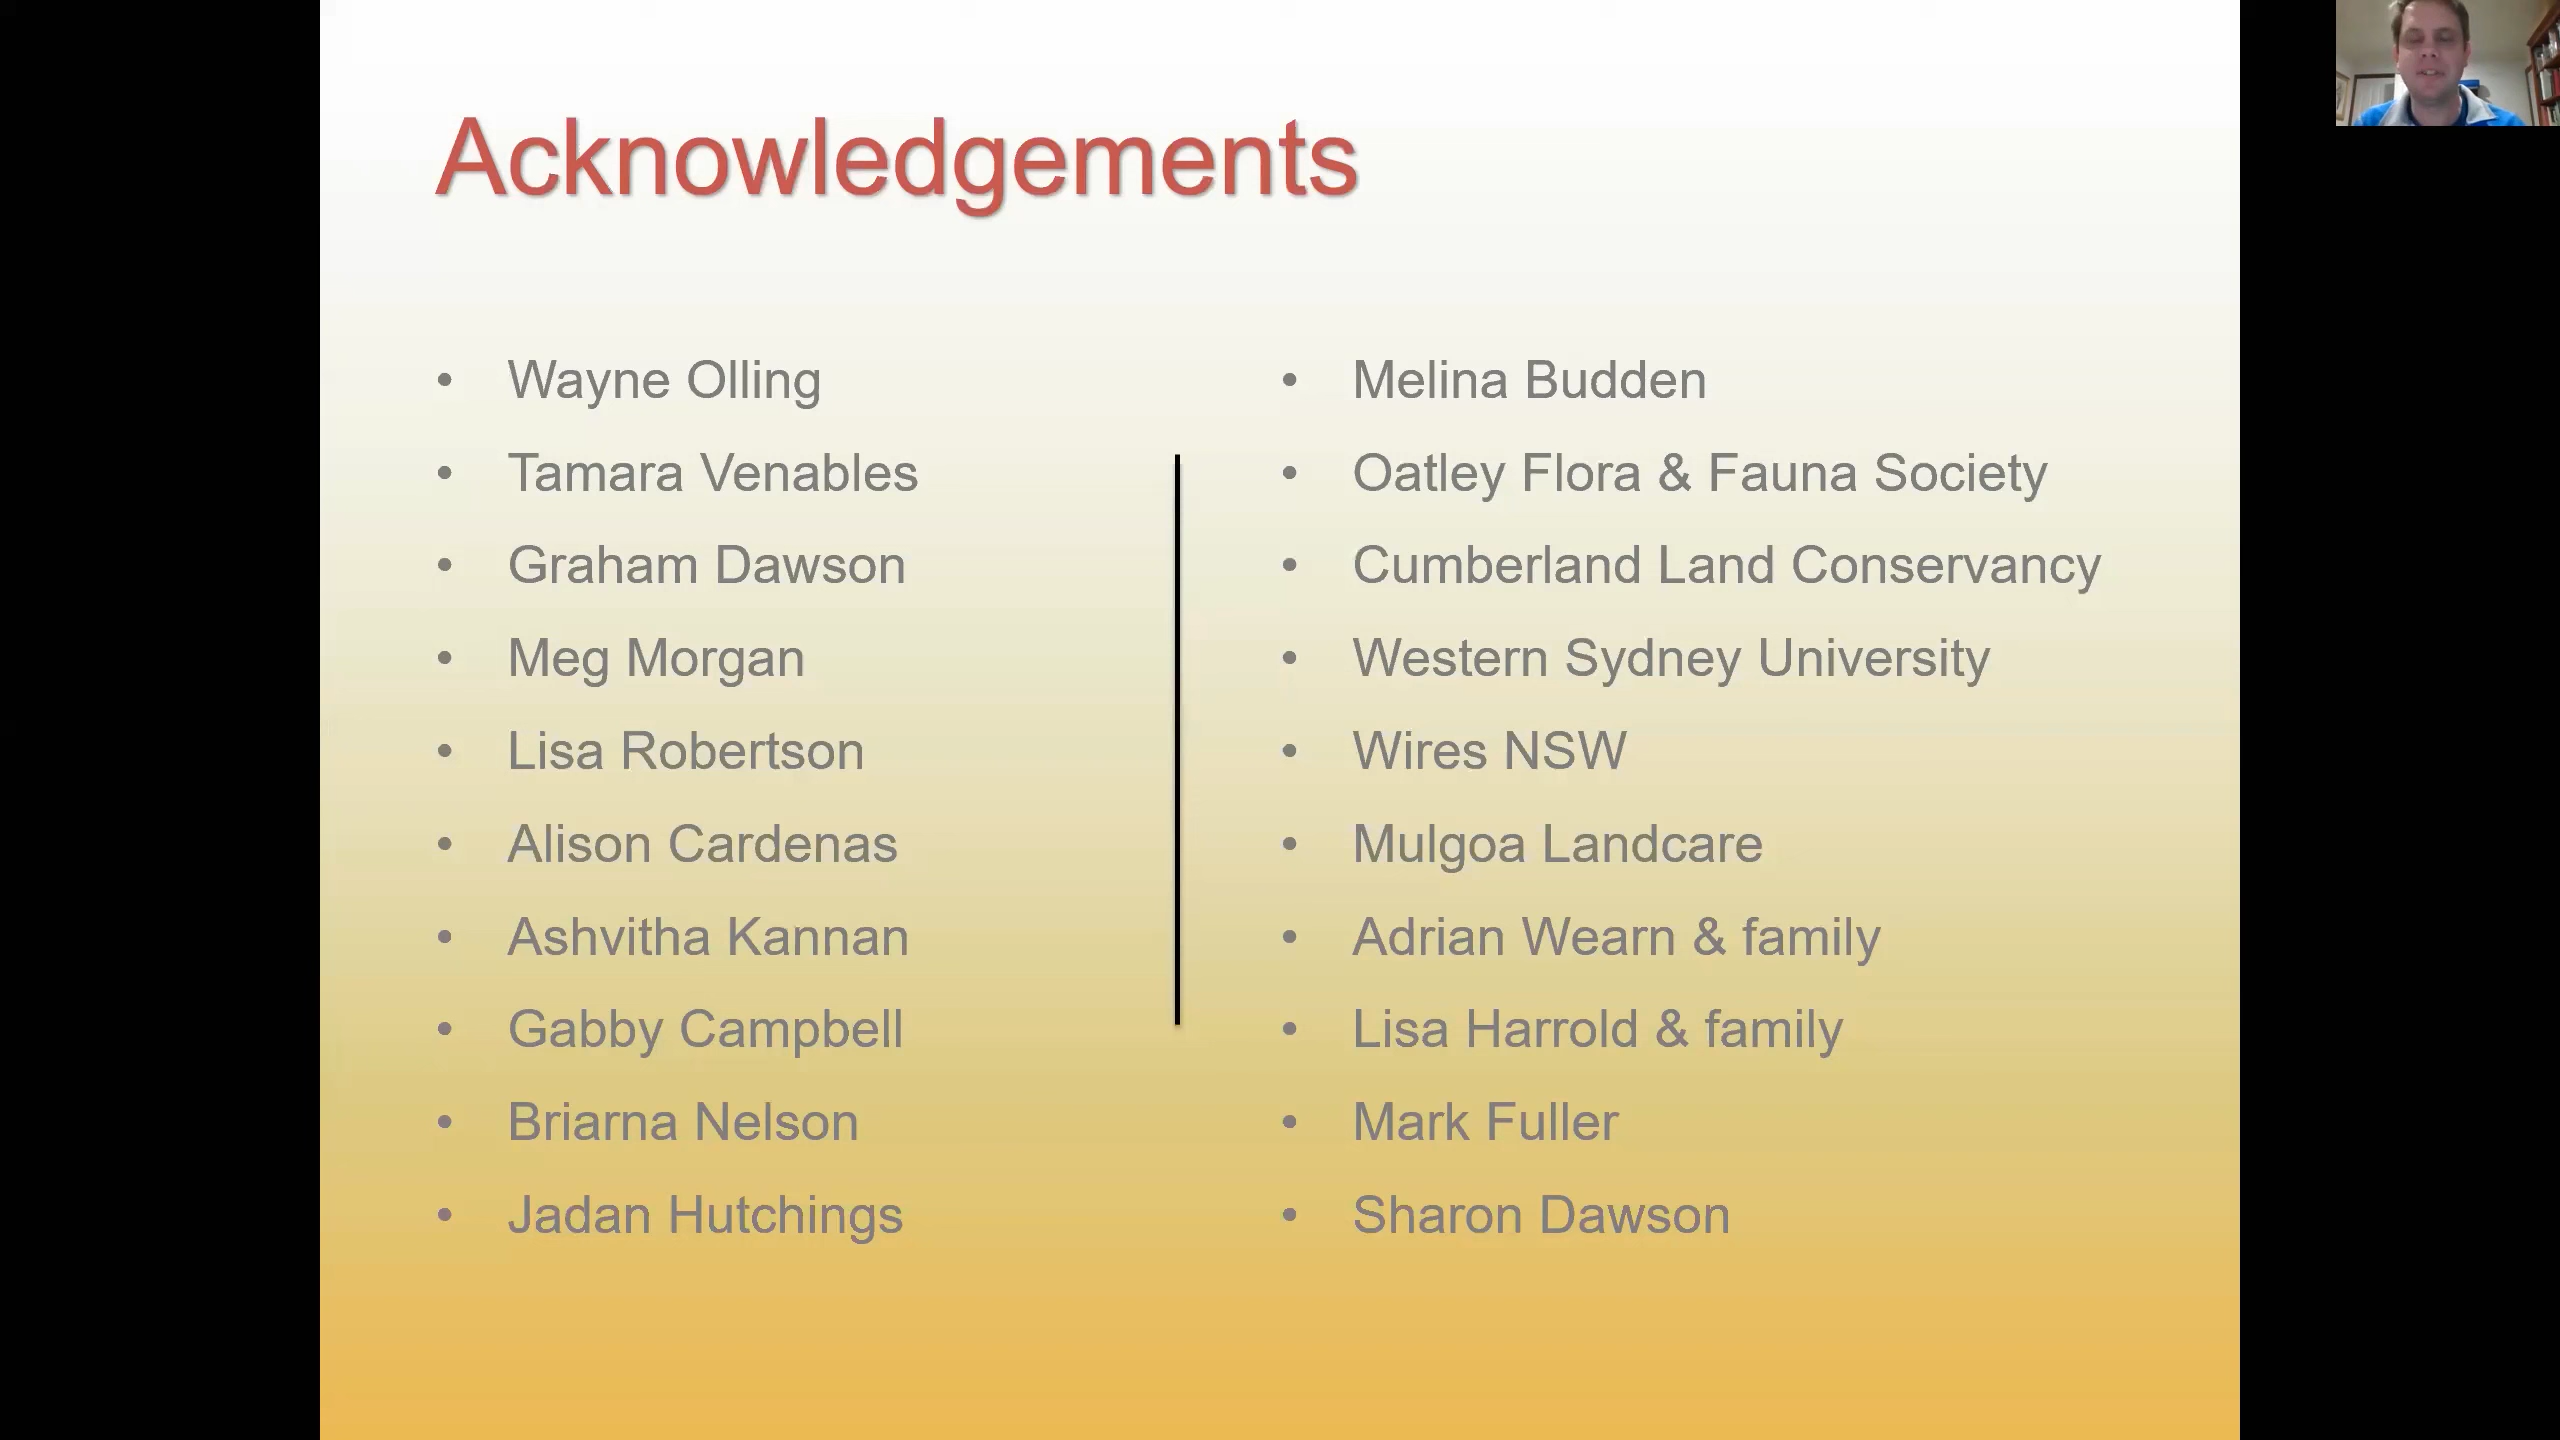 Acknowledgements
• Wayne Olling
• Tamara Venables
• Graham Dawson
• Meg Morgan
• Lisa Robertson
• Alison Cardenas
• Ashvitha Kannan
• Gabby Campbell
• Briarna Nelson
• Jadan Hutchings
• Melina Budden
• Oatley Flora & Fauna Society
• Cumberland Land Conservancy
• Western Sydney University
• Wires NSW
• Mulgoa Landcare
• Adrian Wearn & family
• Lisa Harrold & family
• Mark Fuller
• Sharon Dawson